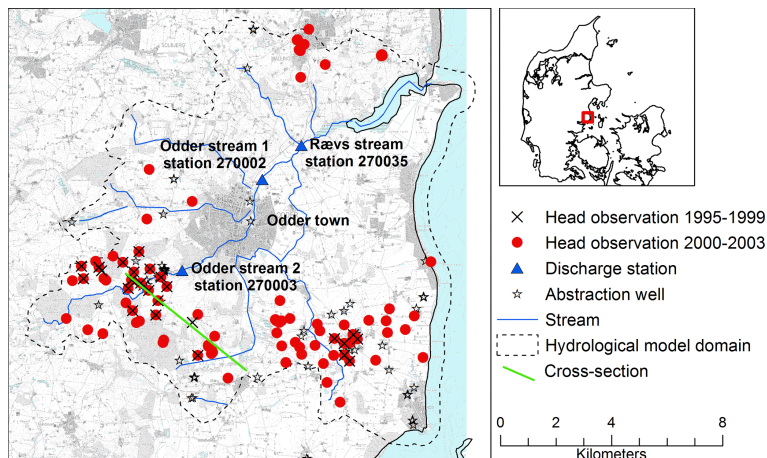 Odder stream 1
station 270002
Rævs stream
station 270035
Odder town
Odder stream 2
station 270003
Head observation 1995-1999
Head observation 2000-2003
Discharge station
Abstraction well
Stream
Hydrological model domain
Cross-section
0 2 4 6 8
Kilometers